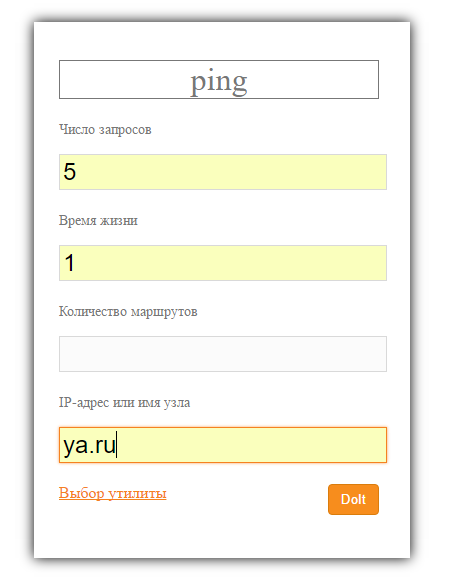 ping
Число запросов
5
Время жизни
1
Количество маршрутов
IP-адрес или имя узла
ya.ru
Выбор утилиты DoIt